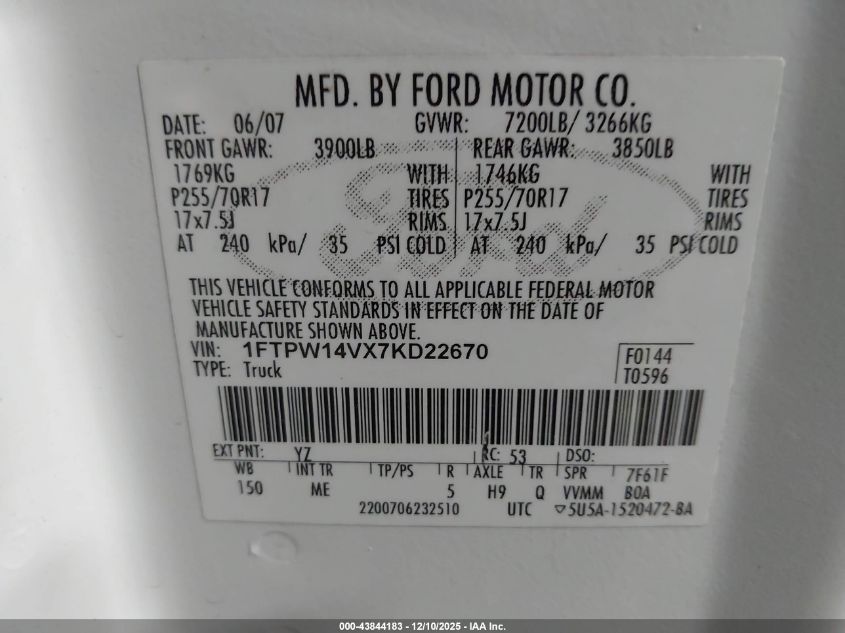 MFD. BY FORD MOTOR CO.
DATE: 06/07 GVWR: 7200LB/ 3266KG
FRONT GAWR: 3900LB REAR GAWR: 3850LB
1769KG WITH 1746KG WITH
P255/70R17 TIRES P255/70R17 TIRES
17x7.5J RIMS 17x7.5J RIMS
AT 240 kPa/ 35 PSI COLD AT 240 kPa/ 35 PSI COLD
Ford
THIS VEHICLE CONFORMS TO ALL APPLICABLE FEDERAL MOTOR
VEHICLE SAFETY STANDARDS IN EFFECT ON THE DATE OF
MANUFACTURE SHOWN ABOVE.
VIN: 1FTPW14VX7KD22670 F0144
TYPE: Truck T0596
EXT PNT: YZ RC: 53 DSO:
WB INT TR TP/PS R AXLE TR SPR 7F61F
150 ME 5 H9 Q VVMM BOA
2200706232510 UTC ▽5U5A-1520472-BA
000-43844183 - 12/10/2025 - IAA Inc.